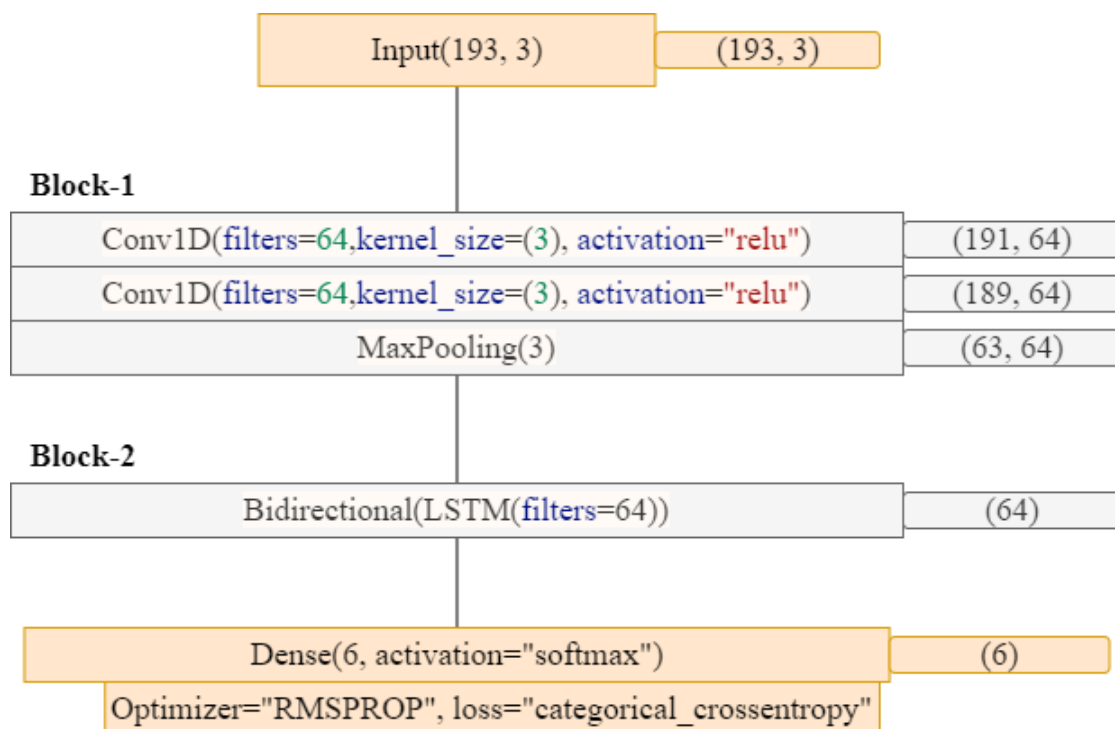 Input(193, 3) (193, 3)
Block-1
Conv1D(filters=64,kernel_size=(3), activation="relu") (191, 64)
Conv1D(filters=64,kernel_size=(3), activation="relu") (189, 64)
MaxPooling(3) (63, 64)
Block-2
Bidirectional(LSTM(filters=64)) (64)
Dense(6, activation="softmax") (6)
Optimizer="RMSPROP", loss="categorical_crossentropy"